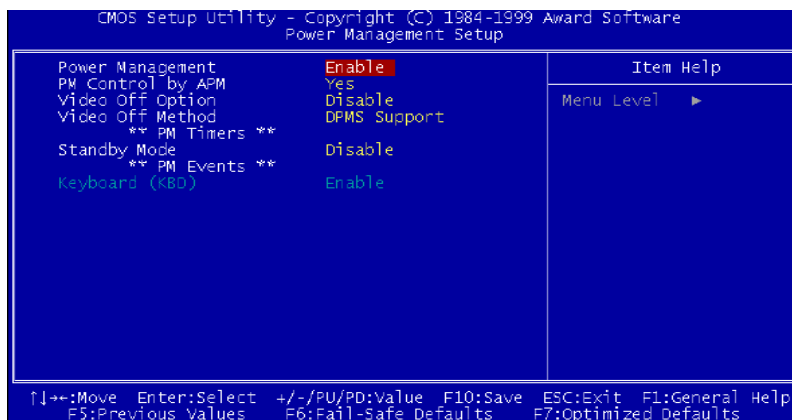 CMOS Setup Utility - Copyright (C) 1984-1999 Award Software
Power Management Setup
Power Management Enable
PM Control by APM Yes
Video Off Option Disable
Video Off Method DPMS Support
** PM Timers **
Standby Mode Disable
** PM Events **
Keyboard (KBD) Enable
Item Help
Menu Level ►
↑↓→←:Move Enter:Select +/-/PU/PD:Value F10:Save ESC:Exit F1:General Help
F5:Previous Values F6:Fail-Safe Defaults F7:Optimized Defaults